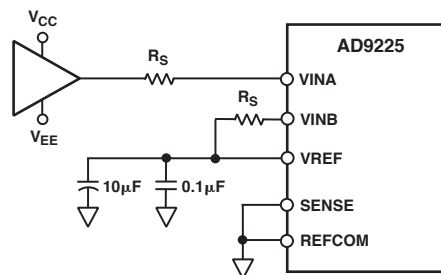 VCC
AD9225
RS
VINA
VEE
RS
VINB
VREF
10µF
0.1µF
SENSE
REFCOM